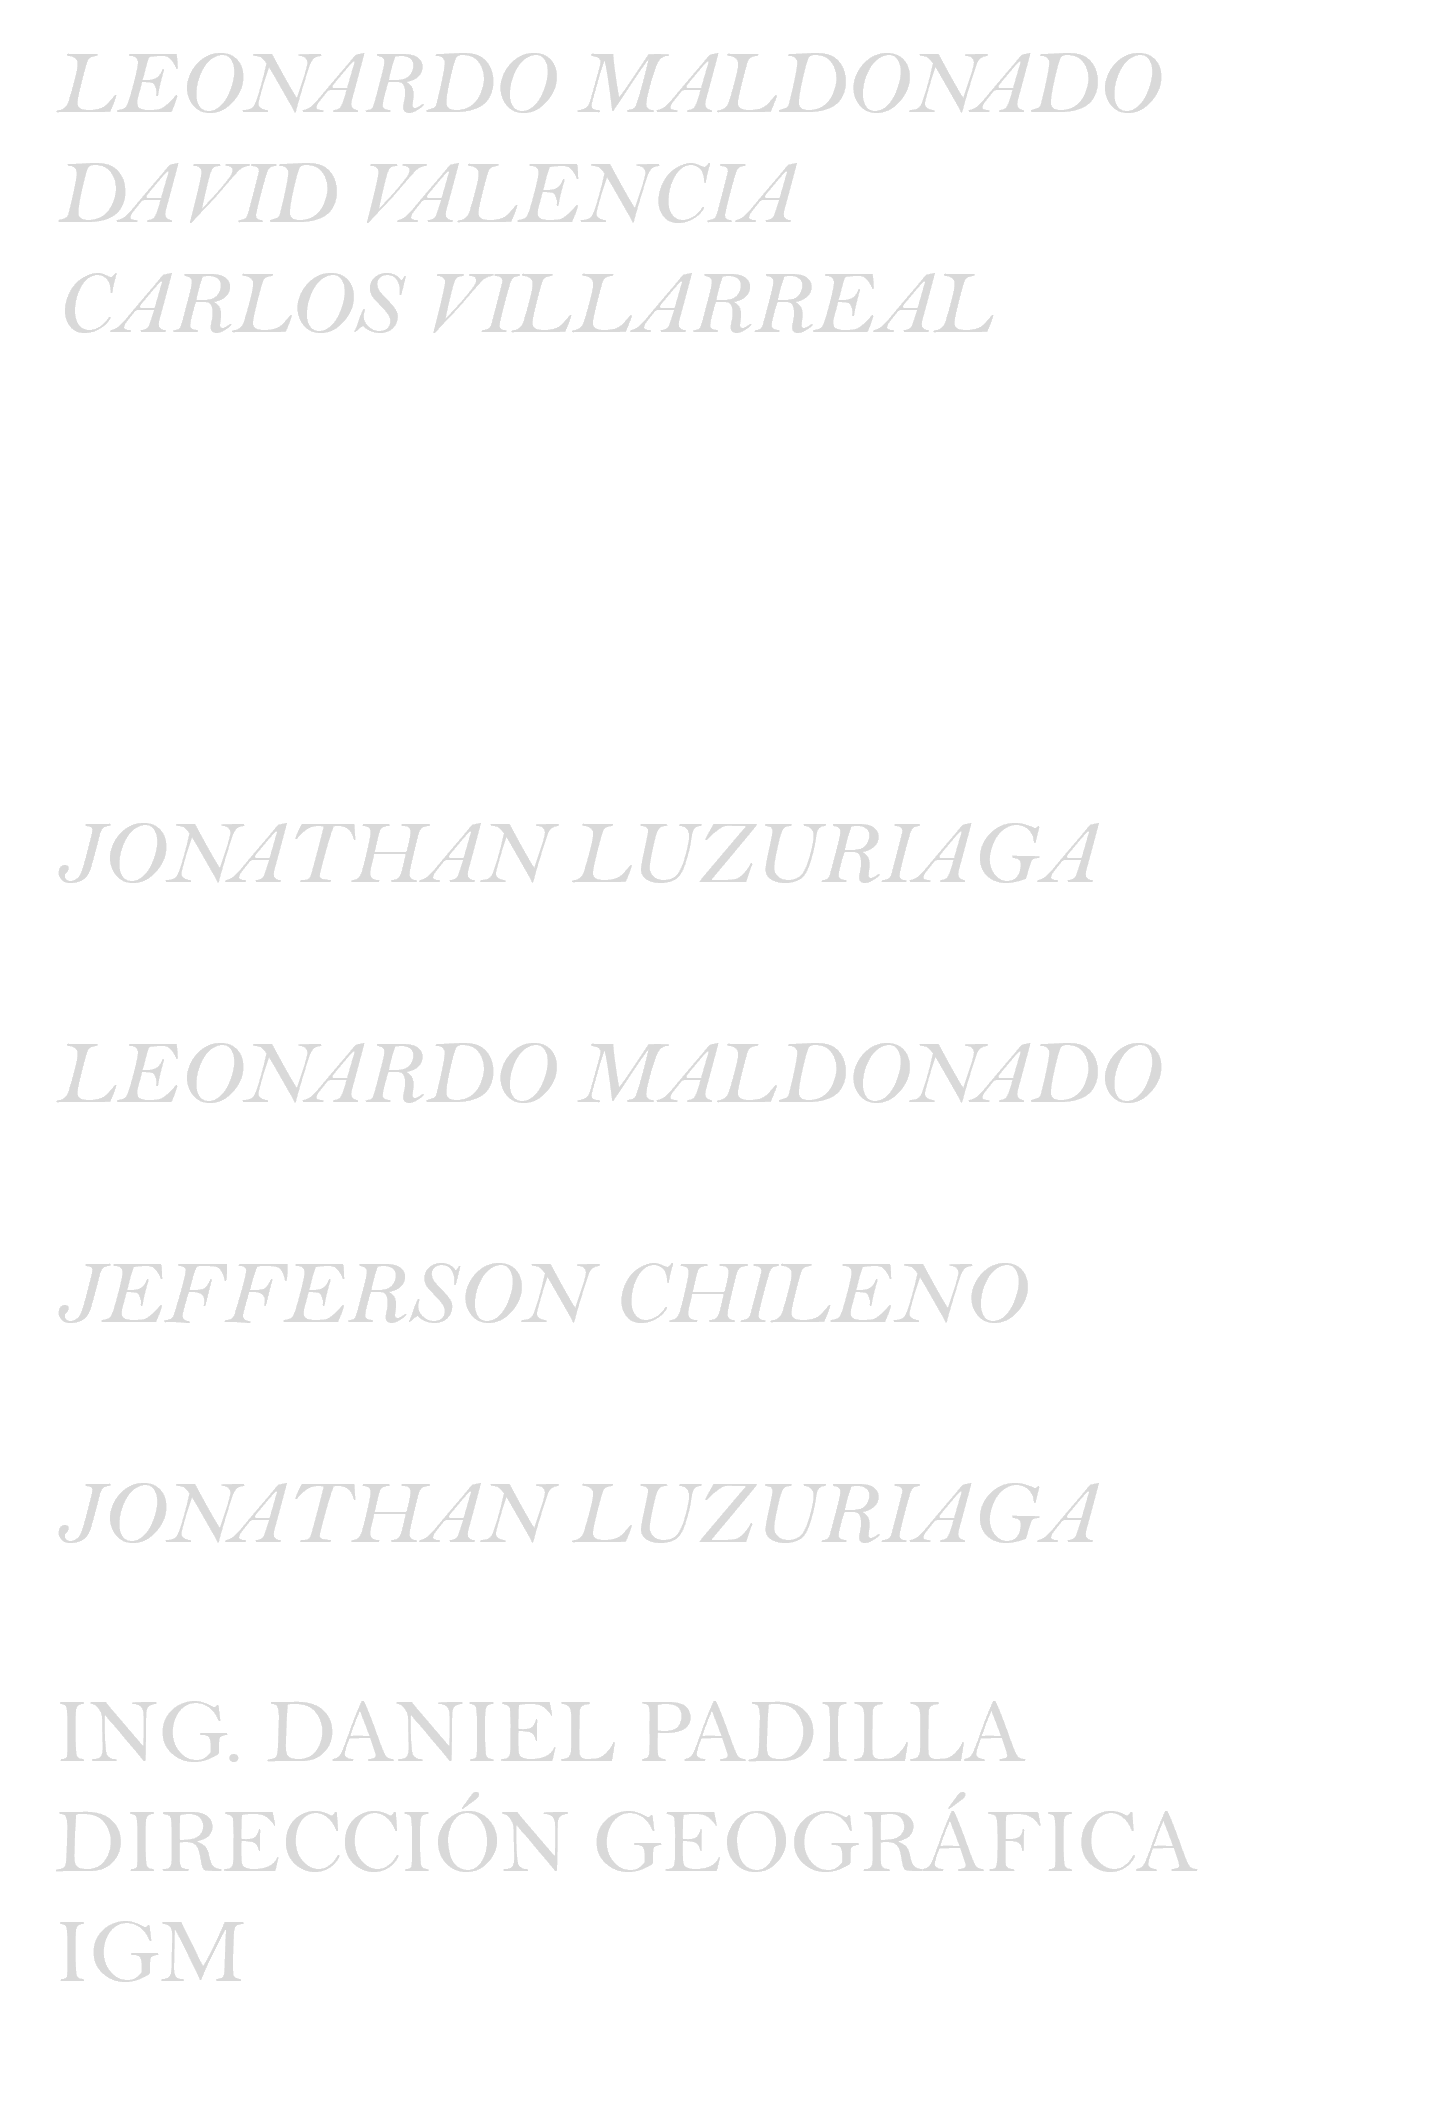 LEONARDO MALDONADO
DAVID VALENCIA
CARLOS VILLARREAL
JONATHAN LUZURIAGA
LEONARDO MALDONADO
JEFFERSON CHILENO
JONATHAN LUZURIAGA
ING. DANIEL PADILLA
DIRECCIÓN GEOGRÁFICA
IGM